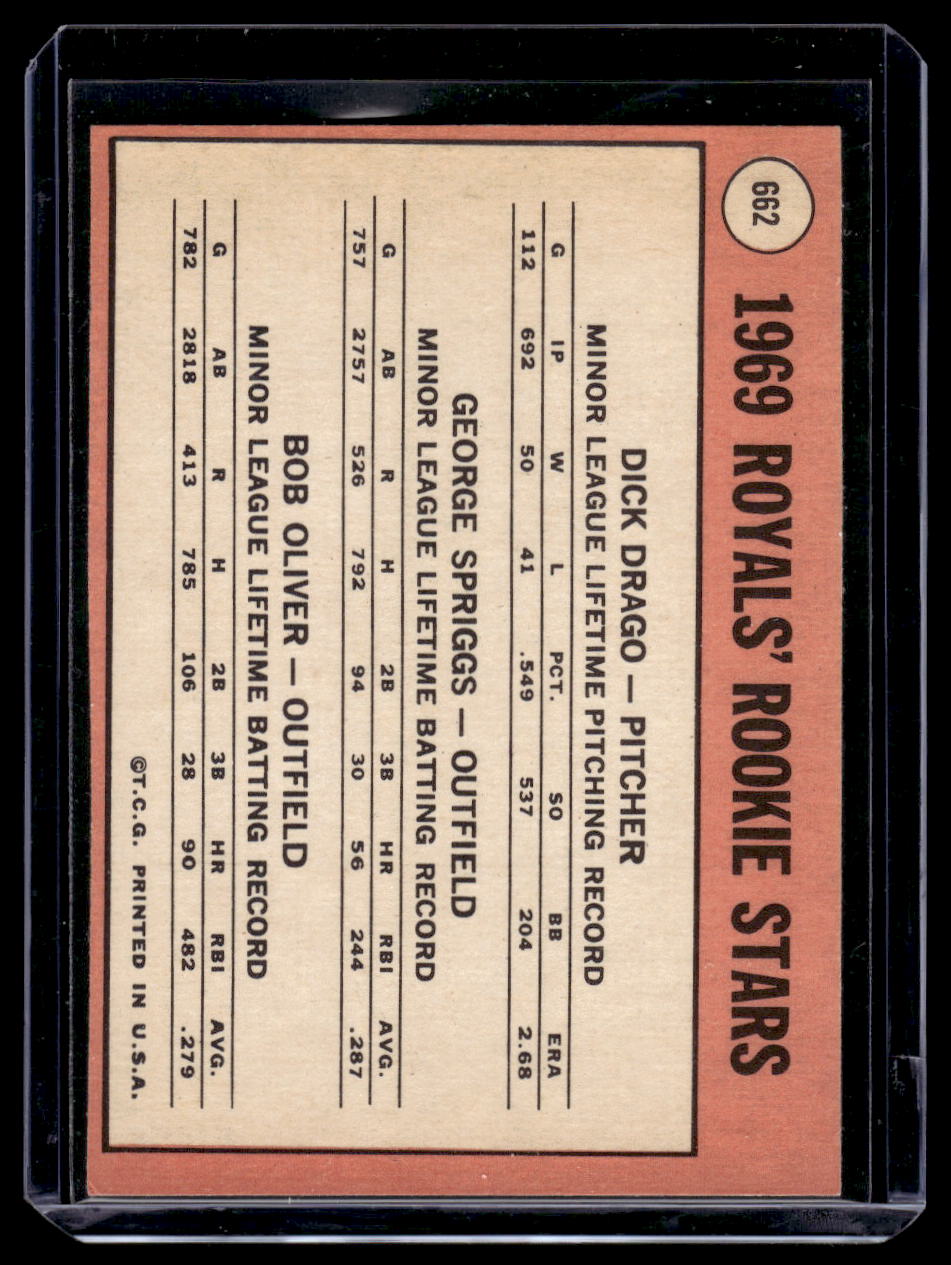 662
1969 ROYALS' ROOKIE STARS
DICK DRAGO — PITCHER
MINOR LEAGUE LIFETIME PITCHING RECORD
G IP W L PCT. SO BB ERA
112 692 50 41 .549 537 204 2.68
GEORGE SPRIGGS — OUTFIELD
MINOR LEAGUE LIFETIME BATTING RECORD
G AB R H 2B 3B HR RBI AVG.
757 2757 526 792 94 30 56 244 .287
BOB OLIVER — OUTFIELD
MINOR LEAGUE LIFETIME BATTING RECORD
G AB R H 2B 3B HR RBI AVG.
782 2818 413 785 106 28 90 482 .279
©T.C.G. PRINTED IN U.S.A.